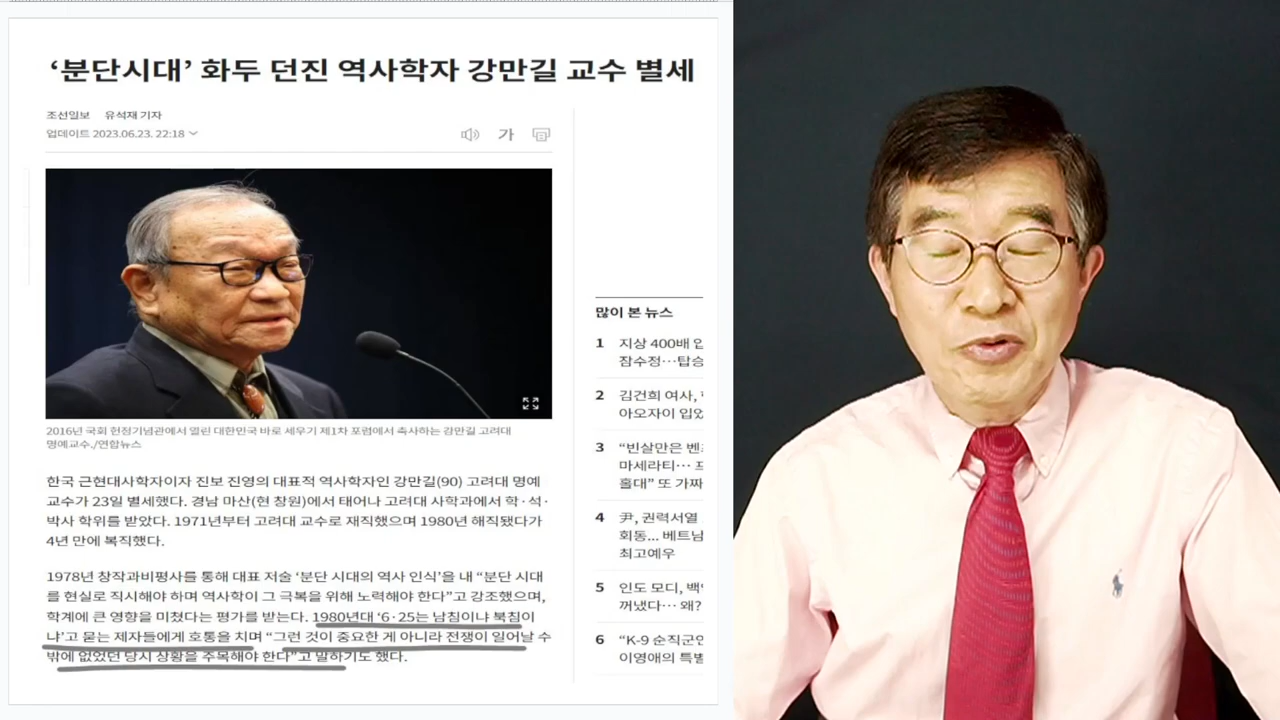 ‘분단시대’ 화두 던진 역사학자 강만길 교수 별세
조선일보 유석재 기자
업데이트 2023.06.23. 22:18
가
2016년 국회 헌정기념관에서 열린 대한민국 바로 세우기 제1차 포럼에서 축사하는 강만길 고려대
명예교수./연합뉴스
한국 근현대사학자이자 진보 진영의 대표적 역사학자인 강만길(90) 고려대 명예
교수가 23일 별세했다. 경남 마산(현 창원)에서 태어나 고려대 사학과에서 학·석·
박사 학위를 받았다. 1971년부터 고려대 교수로 재직했으며 1980년 해직됐다가
4년 만에 복직했다.
1978년 창작과비평사를 통해 대표 저술 ‘분단 시대의 역사 인식’을 내 “분단 시대
를 현실로 직시해야 하며 역사학이 그 극복을 위해 노력해야 한다”고 강조했으며,
학계에 큰 영향을 미쳤다는 평가를 받는다. 1980년대 ‘6·25는 남침이냐 북침이
냐’고 묻는 제자들에게 호통을 치며 “그런 것이 중요한 게 아니라 전쟁이 일어날 수
밖에 없었던 당시 상황을 주목해야 한다”고 말하기도 했다.
많이 본 뉴스
1 지상 400배
잠수정…탑승
2 김건희 여사,
아오자이 입었
3 “빈살만은 벤
마세라티…
홀대” 또 가짜
4 尹, 권력서열
회동... 베트남
최고예우
5 인도 모디, 백
꺼냈다… 왜?
6 “K-9 순직군인
이영애의 특별